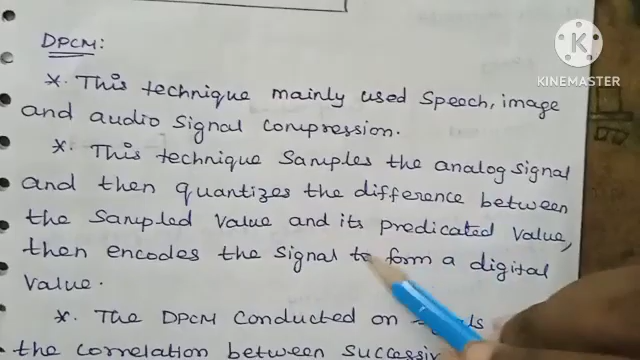 DPCM:
*. This technique mainly used speech, image
and audio signal compression.
*. This technique samples the analog signal
and then quantizes the difference between
the sampled value and its predicated value,
then encodes the signal to form a digital
value.
*. The DPCM conducted on
the correlation between
K
KINEMASTER